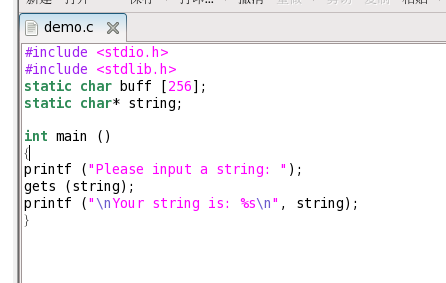 demo.c
#include <stdio.h>
#include <stdlib.h>
static char buff [256];
static char* string;
int main ()
{
printf ("Please input a string: ");
gets (string);
printf ("\nYour string is: %s\n", string);
}